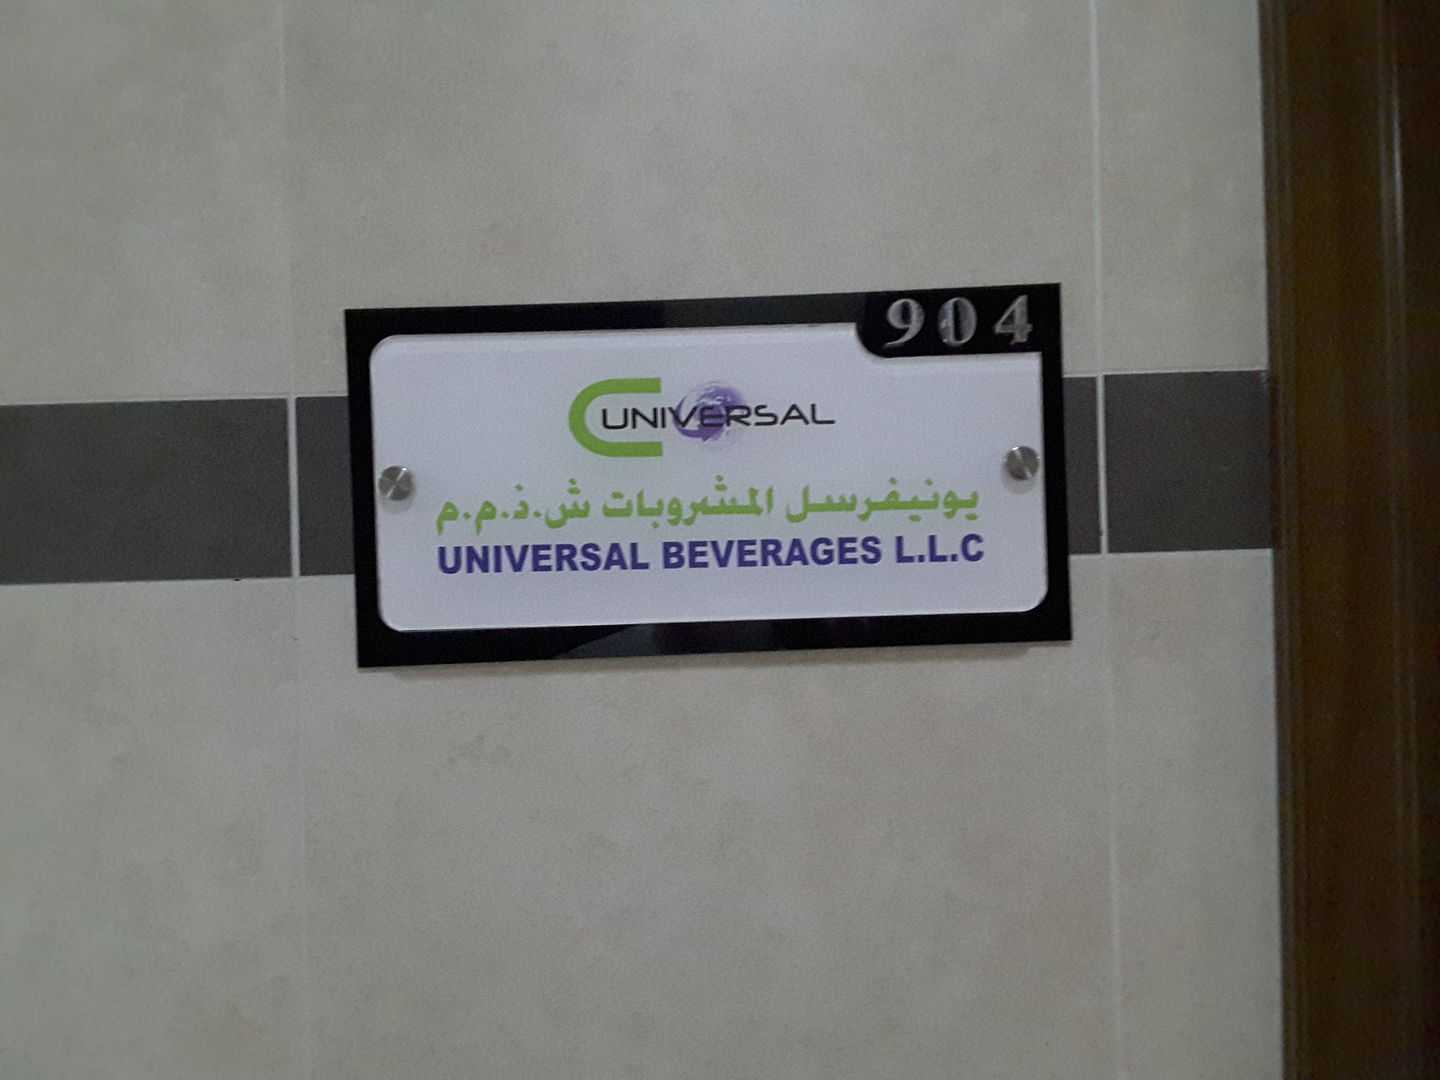 904
UNIVERSAL
يونيفرسل المشروبات ش.ذ.م.م
UNIVERSAL BEVERAGES L.L.C